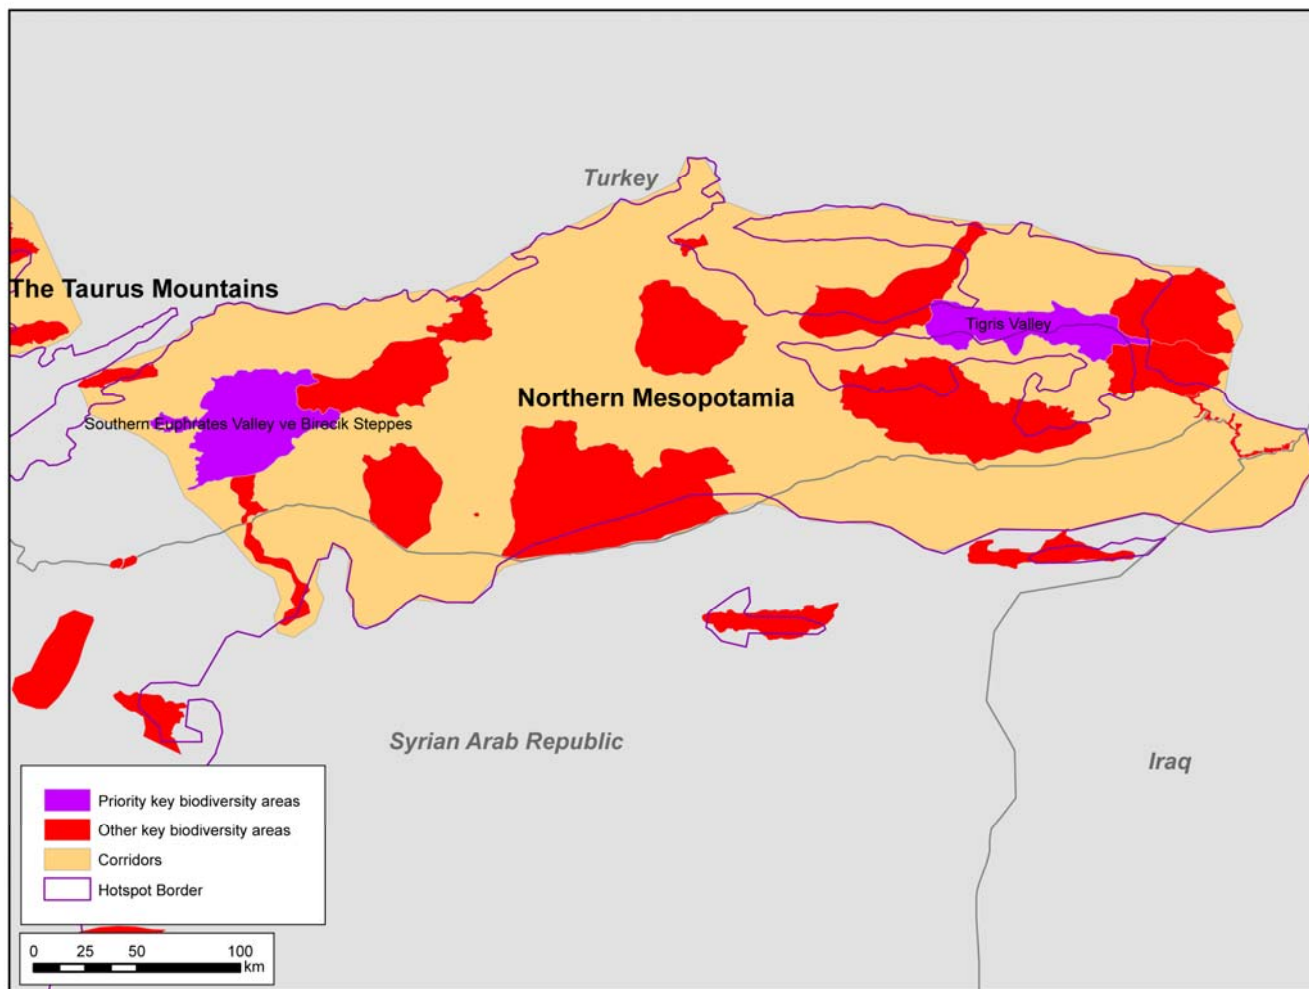 Turkey
The Taurus Mountains
Tigris Valley
Northern Mesopotamia
Southern Euphrates Valley ve Birecik Steppes
Syrian Arab Republic
Iraq
Priority key biodiversity areas
Other key biodiversity areas
Corridors
Hotspot Border
0 25 50 100
km